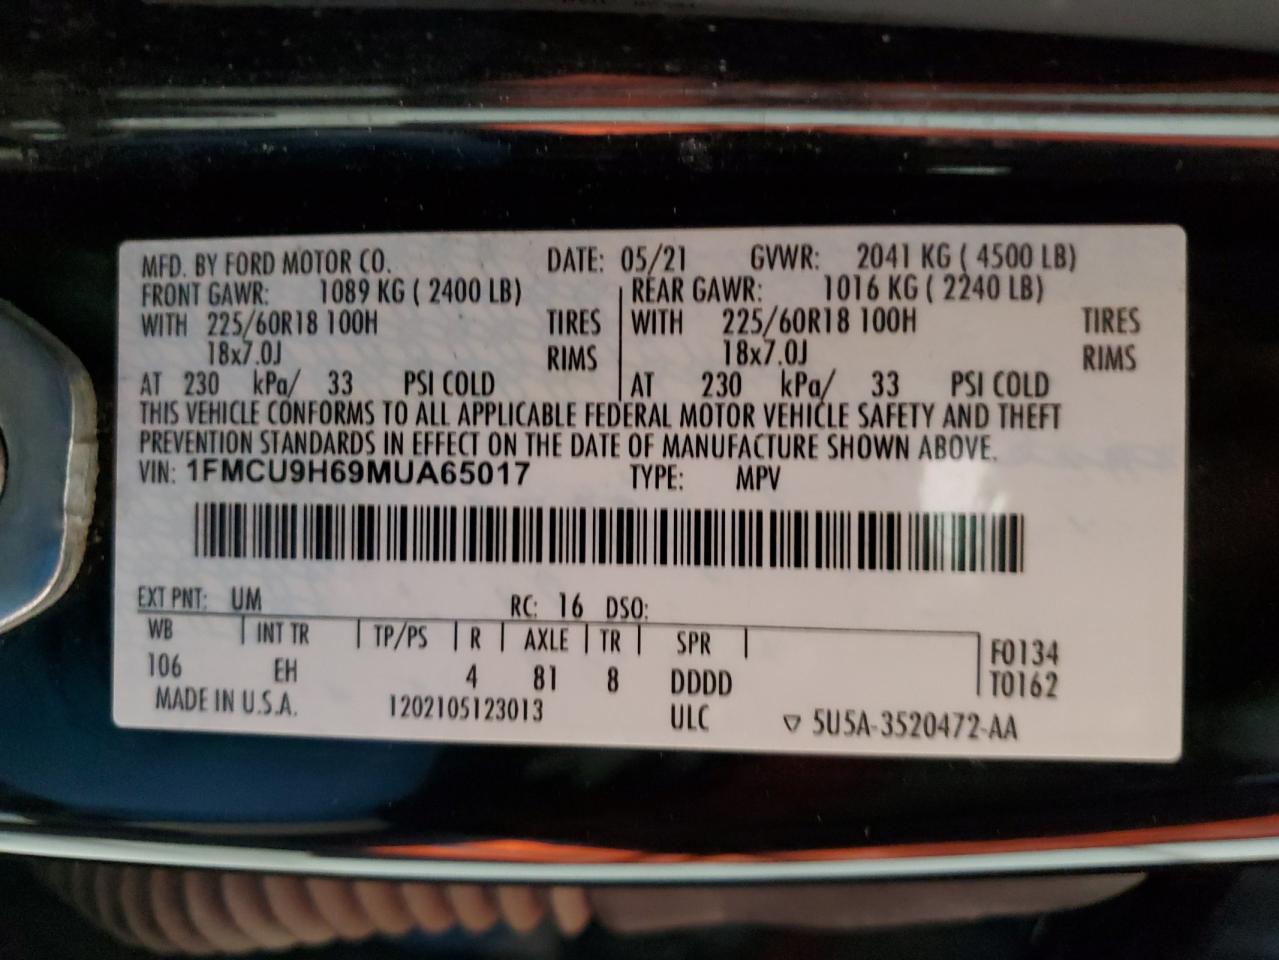 MFD. BY FORD MOTOR CO. DATE: 05/21 GVWR: 2041 KG ( 4500 LB)
FRONT GAWR: 1089 KG ( 2400 LB) REAR GAWR: 1016 KG ( 2240 LB)
WITH 225/60R18 100H TIRES WITH 225/60R18 100H TIRES
18x7.0J RIMS 18x7.0J RIMS
AT 230 kPa/ 33 PSI COLD AT 230 kPa/ 33 PSI COLD
THIS VEHICLE CONFORMS TO ALL APPLICABLE FEDERAL MOTOR VEHICLE SAFETY AND THEFT
PREVENTION STANDARDS IN EFFECT ON THE DATE OF MANUFACTURE SHOWN ABOVE.
VIN: 1FMCU9H69MUA65017 TYPE: MPV
EXT PNT: UM RC: 16 DSO:
WB INT TR TP/PS R AXLE TR SPR F0134
106 EH 4 81 8 DDDD T0162
MADE IN U.S.A. 1202105123013 ULC ▽ 5U5A-3520472-AA